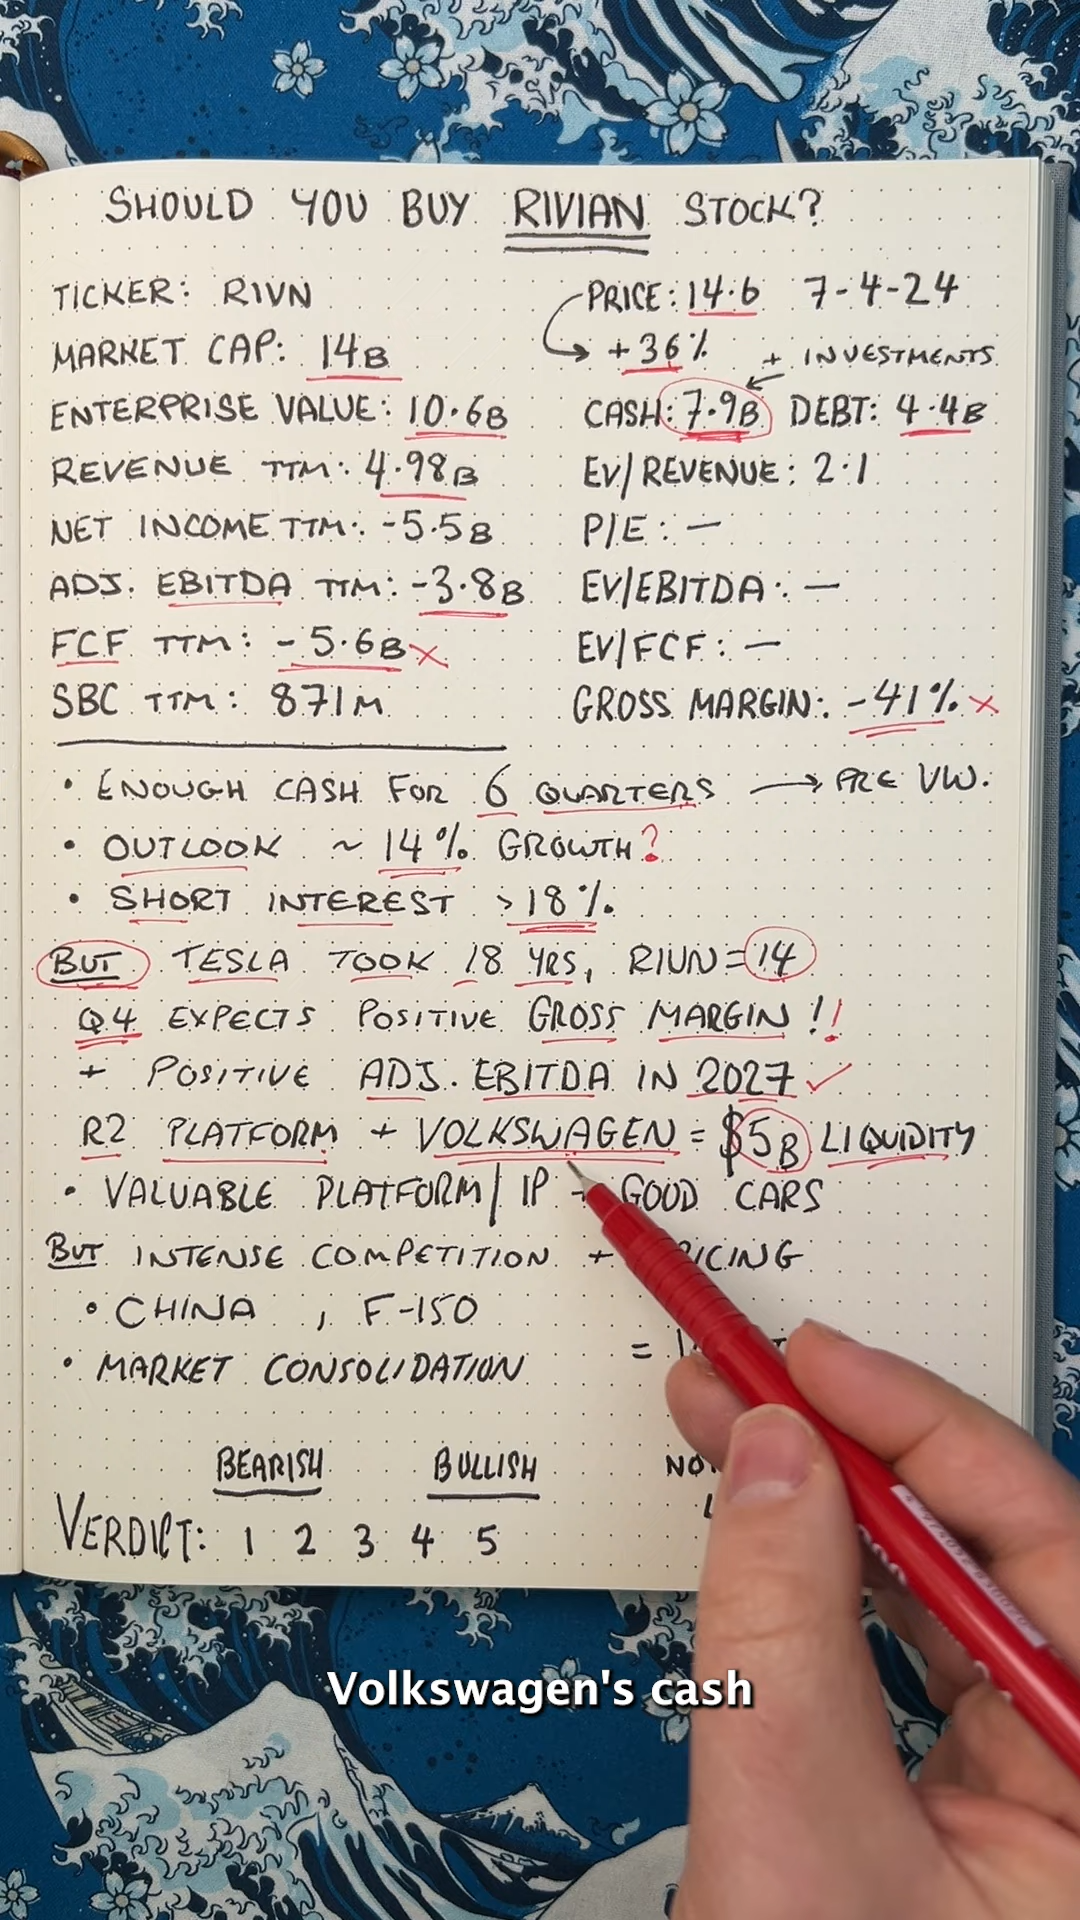 SHOULD YOU BUY RIVIAN STOCK?
TICKER: RIVN
PRICE: 14.6 7-4-24
MARKET CAP: 14B
+36%
+ INVESTMENTS
ENTERPRISE VALUE: 10.6B
CASH: 7.9B DEBT: 4.4B
REVENUE TTM: 4.98B
EV/REVENUE: 2.1
NET INCOME TTM: -5.5B
P/E: —
ADJ. EBITDA TTM: -3.8B
EV/EBITDA: —
FCF TTM: -5.6B
EV/FCF: —
SBC TTM: 871M
GROSS MARGIN: -41%
• ENOUGH CASH FOR 6 QUARTERS → PRE VW.
• OUTLOOK ~ 14% GROWTH?
• SHORT INTEREST >18%
BUT TESLA TOOK 18 YRS, RIVN=14
Q4 EXPECTS POSITIVE GROSS MARGIN!!
+ POSITIVE ADJ. EBITDA IN 2027 ✓
R2 PLATFORM + VOLKSWAGEN = $5B LIQUIDITY
• VALUABLE PLATFORM/IP GOOD CARS
BUT INTENSE COMPETITION +
• CHINA, F-150
• MARKET CONSOLIDATION
BEARISH BULLISH
VERDICT: 1 2 3 4 5
Volkswagen's cash